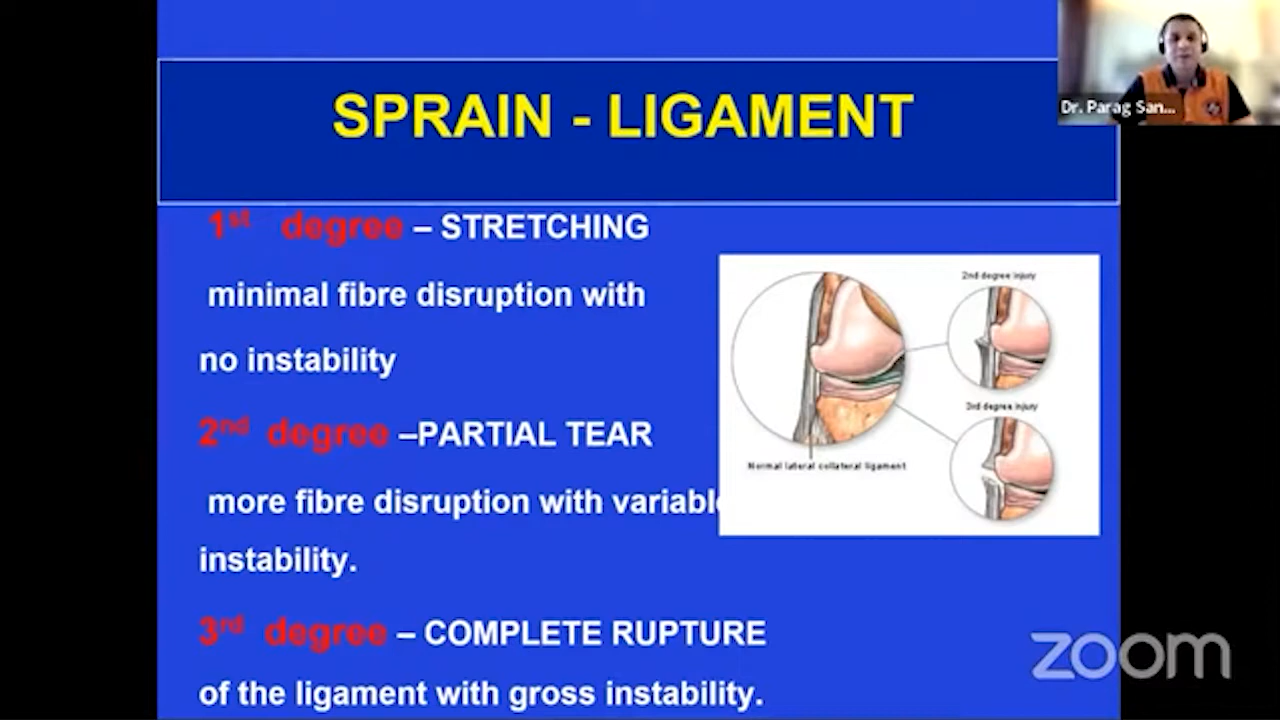 Dr. Parag San...
SPRAIN - LIGAMENT
1st degree – STRETCHING
minimal fibre disruption with
no instability
2nd degree –PARTIAL TEAR
more fibre disruption with variable
instability.
3rd degree – COMPLETE RUPTURE
of the ligament with gross instability.
2nd degree injury
3rd degree injury
Normal lateral collateral ligament
zoom